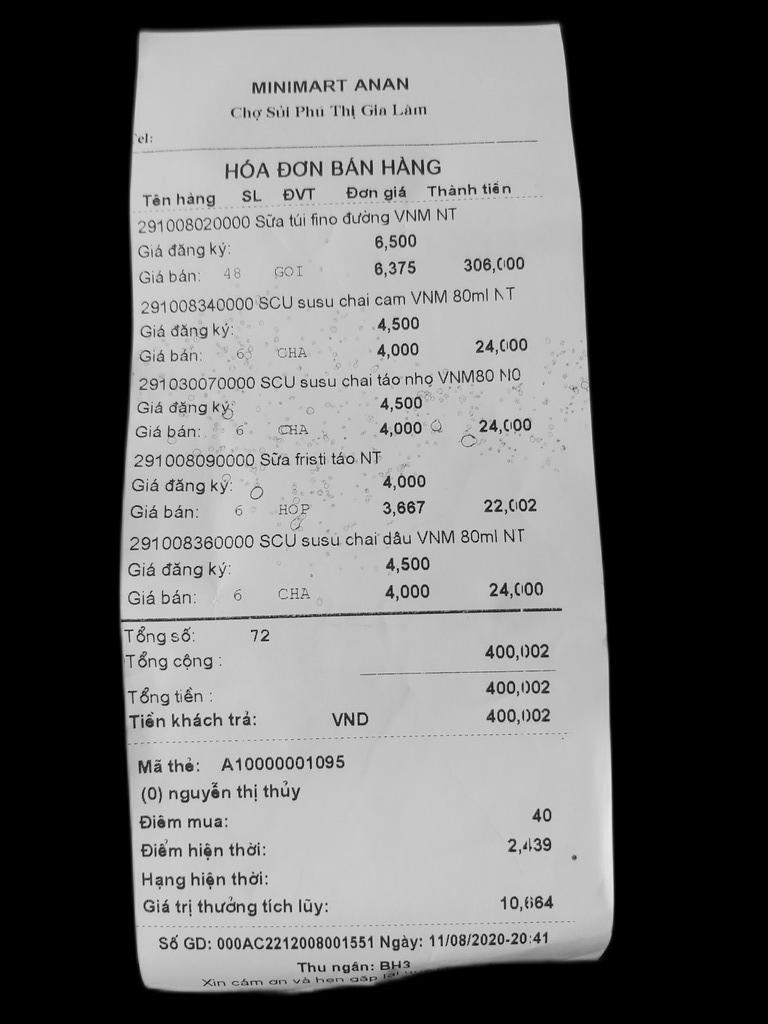 MINIMART ANAN
Chợ Sủi Phú Thị Gia Lâm
Tel:
HÓA ĐƠN BÁN HÀNG
Tên hàng SL ĐVT Đơn giá Thành tiền
291008020000 Sữa túi fino đường VNM NT
Giá đăng ký: 6,500
Giá bán: 48 GOI 6,375 306,000
291008340000 SCU susu chai cam VNM 80ml NT
Giá đăng ký: 4,500
Giá bán: 6 CHA 4,000 24,000
291030070000 SCU susu chai táo nho VNM80 NO
Giá đăng ký: 4,500
Giá bán: 6 CHA 4,000 24,000
291008090000 Sữa fristi táo NT
Giá đăng ký: 4,000
Giá bán: 6 HOP 3,667 22,002
291008360000 SCU susu chai dâu VNM 80ml NT
Giá đăng ký: 4,500
Giá bán: 6 CHA 4,000 24,000
Tổng số: 72
Tổng cộng : 400,002
Tổng tiền : 400,002
Tiền khách trả: VND 400,002
Mã thẻ: A10000001095
(0) nguyễn thị thủy
Điểm mua: 40
Điểm hiện thời: 2,439
Hạng hiện thời:
Giá trị thưởng tích lũy: 10,664
Số GD: 000AC2212008001551 Ngày: 11/08/2020-20:41
Thu ngân: BH3
Xin cám ơn và hẹn gặp lại